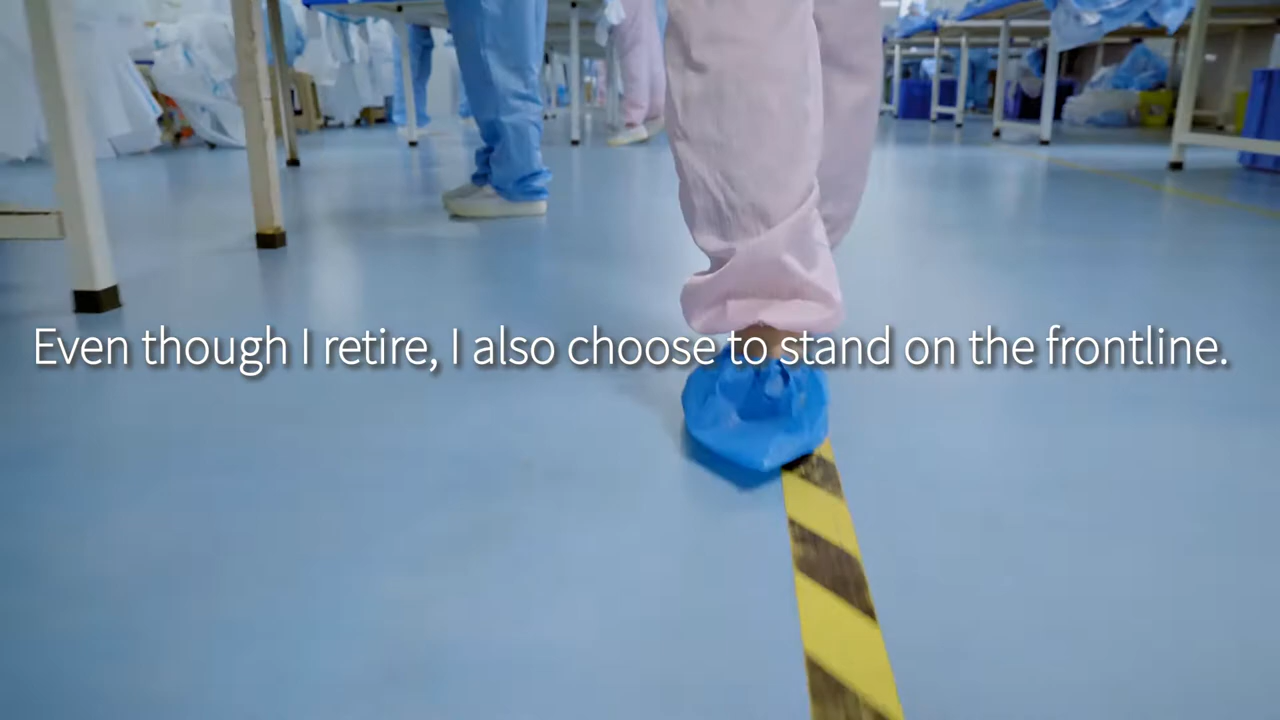 Even though I retire, I also choose to stand on the frontline.